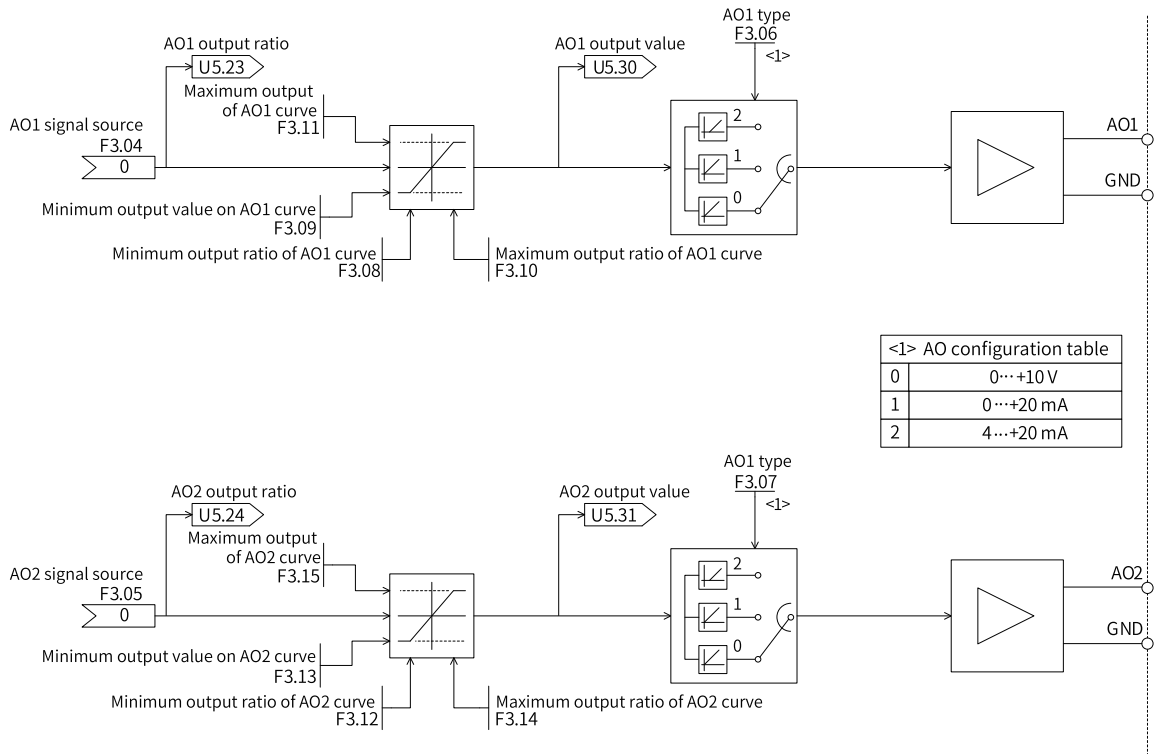 AO1 type
F3.06
<1>
AO1 output ratio
U5.23
AO1 output value
U5.30
Maximum output
of AO1 curve
F3.11
AO1 signal source
F3.04
0
2
1
0
AO1
GND
Minimum output value on AO1 curve
F3.09
Minimum output ratio of AO1 curve
F3.08
Maximum output ratio of AO1 curve
F3.10
<1> AO configuration table
0 0···+10 V
1 0···+20 mA
2 4···+20 mA
AO1 type
F3.07
<1>
AO2 output ratio
U5.24
AO2 output value
U5.31
Maximum output
of AO2 curve
F3.15
AO2 signal source
F3.05
0
2
1
0
AO2
GND
Minimum output value on AO2 curve
F3.13
Minimum output ratio of AO2 curve
F3.12
Maximum output ratio of AO2 curve
F3.14